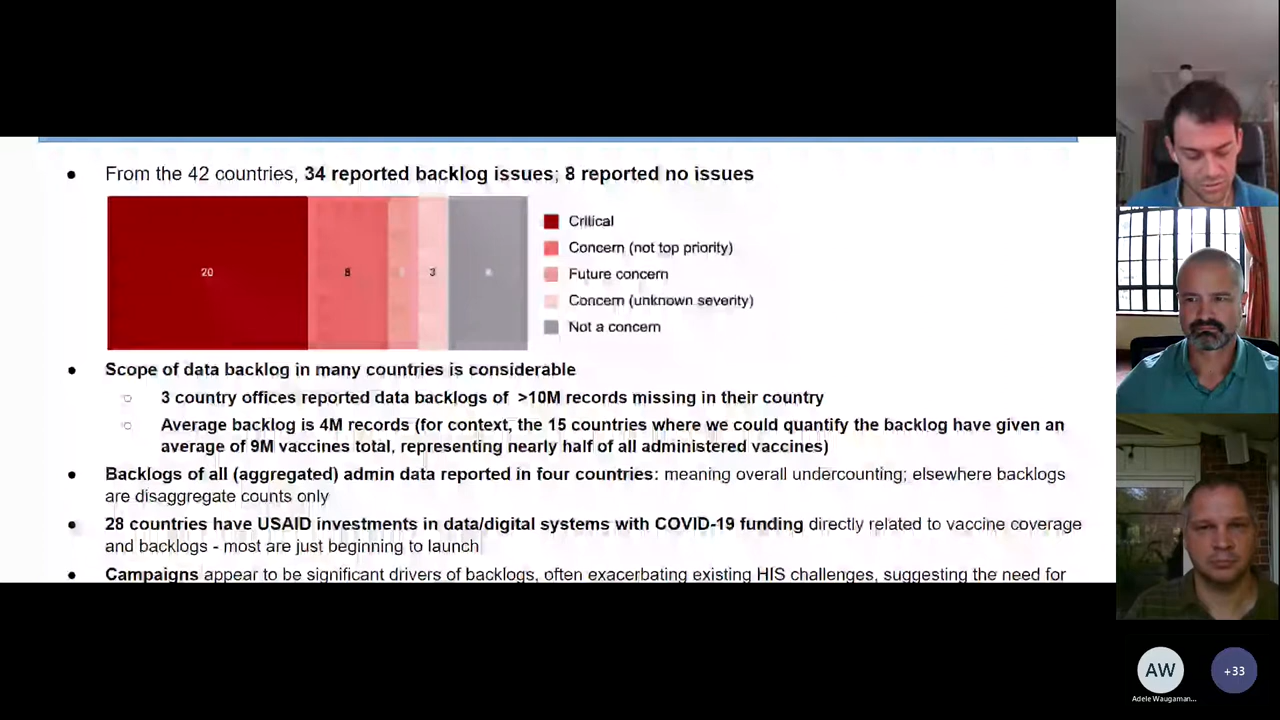 From the 42 countries, 34 reported backlog issues; 8 reported no issues
20
8
3
Critical
Concern (not top priority)
Future concern
Concern (unknown severity)
Not a concern
Scope of data backlog in many countries is considerable
3 country offices reported data backlogs of >10M records missing in their country
Average backlog is 4M records (for context, the 15 countries where we could quantify the backlog have given an
average of 9M vaccines total, representing nearly half of all administered vaccines)
Backlogs of all (aggregated) admin data reported in four countries: meaning overall undercounting; elsewhere backlogs
are disaggregate counts only
28 countries have USAID investments in data/digital systems with COVID-19 funding directly related to vaccine coverage
and backlogs - most are just beginning to launch
Campaigns appear to be significant drivers of backlogs, often exacerbating existing HIS challenges, suggesting the need for
AW
+33
Adele Waugaman...